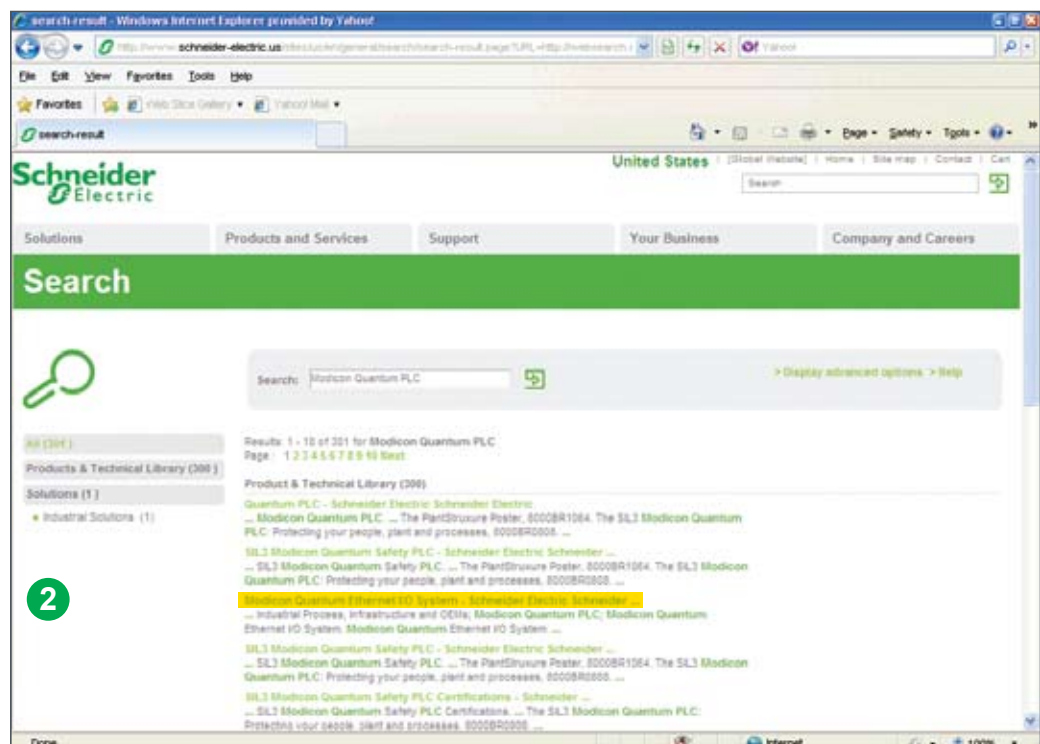 search-result - Windows Internet Explorer provided by Yahoo!
schneider-electric.us
Yahoo!
File Edit View Favorites Tools Help
Favorites Web Slice Gallery Yahoo! Mail
search-result
Page Safety Tools
United States | [Global Website] | Home | Site map | Contact | Cart
Schneider
Electric
Search
Solutions Products and Services Support Your Business Company and Careers
Search
Search: Modicon Quantum PLC > Display advanced options > Help
All (301)
Products & Technical Library (300)
Solutions (1)
Industrial Solutions (1)
2
Results: 1 - 10 of 301 for Modicon Quantum PLC
Page : 1 2 3 4 5 6 7 8 9 10 Next
Product & Technical Library (300)
Quantum PLC - Schneider Electric Schneider Electric
... Modicon Quantum PLC. ... The PlantStruxure Poster, 8000BR1064. The SIL3 Modicon Quantum
PLC: Protecting your people, plant and processes, 8000BR0808. ...
SIL3 Modicon Quantum Safety PLC - Schneider Electric Schneider ...
... SIL3 Modicon Quantum Safety PLC. ... The PlantStruxure Poster, 8000BR1064. The SIL3 Modicon
Quantum PLC: Protecting your people, plant and processes, 8000BR0808. ...
Modicon Quantum Ethernet I/O System - Schneider Electric Schneider ...
... Industrial Process, Infrastructure and OEMs; Modicon Quantum PLC; Modicon Quantum
Ethernet I/O System. Modicon Quantum Ethernet I/O System. ...
SIL3 Modicon Quantum Safety PLC - Schneider Electric Schneider ...
... SIL3 Modicon Quantum Safety PLC. ... The PlantStruxure Poster, 8000BR1064. The SIL3 Modicon
Quantum PLC: Protecting your people, plant and processes, 8000BR0808. ...
SIL3 Modicon Quantum Safety PLC Certifications - Schneider ...
... SIL3 Modicon Quantum Safety PLC Certifications. ... The SIL3 Modicon Quantum PLC:
Protecting your people, plant and processes, 8000BR0808. ...
Done Internet 100%